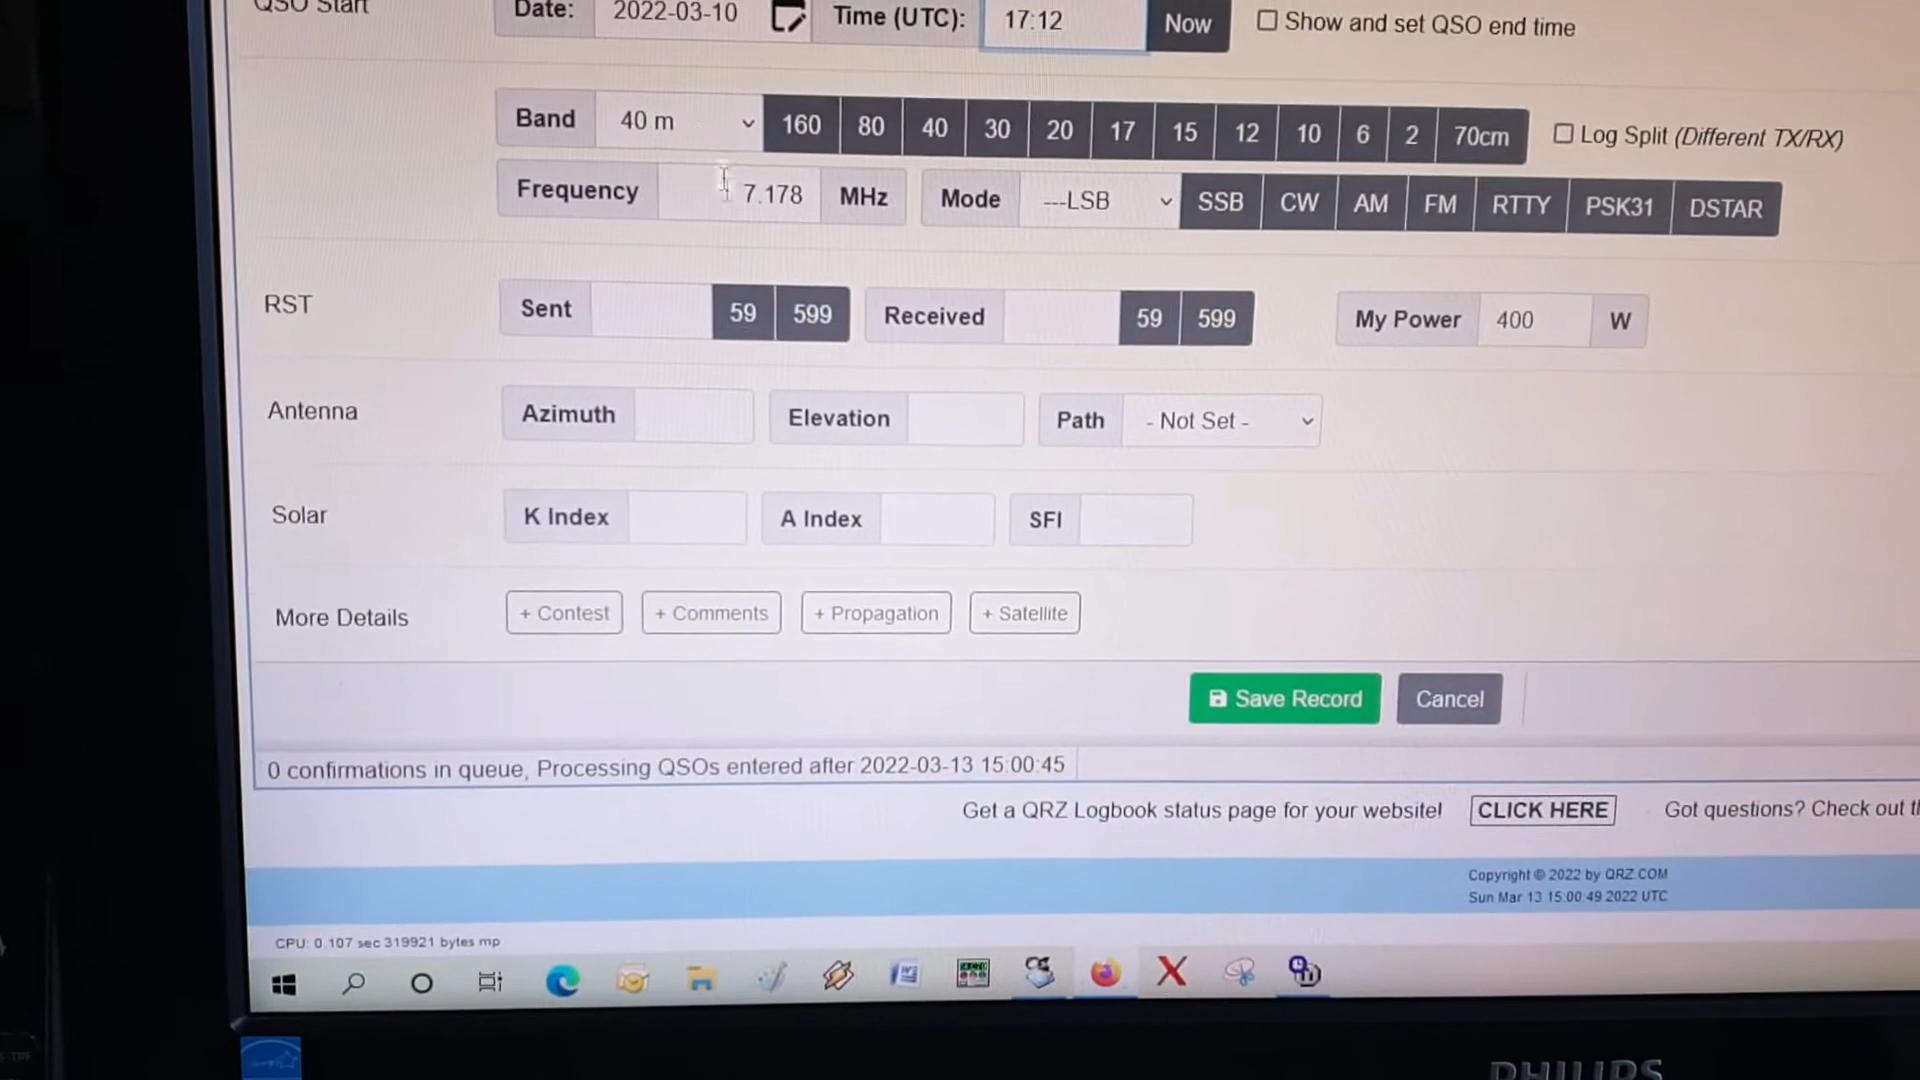 QSO Start Date: 2022-03-10 Time (UTC): 17:12 Now Show and set QSO end time
Band 40 m 160 80 40 30 20 17 15 12 10 6 2 70cm Log Split (Different TX/RX)
Frequency 7.178 MHz Mode ---LSB SSB CW AM FM RTTY PSK31 DSTAR
RST Sent 59 599 Received 59 599 My Power 400 W
Antenna Azimuth Elevation Path - Not Set -
Solar K Index A Index SFI
More Details + Contest + Comments + Propagation + Satellite
Save Record Cancel
0 confirmations in queue, Processing QSOs entered after 2022-03-13 15:00:45
Get a QRZ Logbook status page for your website! CLICK HERE Got questions? Check out
Copyright © 2022 by QRZ.COM
Sun Mar 13 15:00:49 2022 UTC
CPU: 0.107 sec 319921 bytes mp
PHILIPS